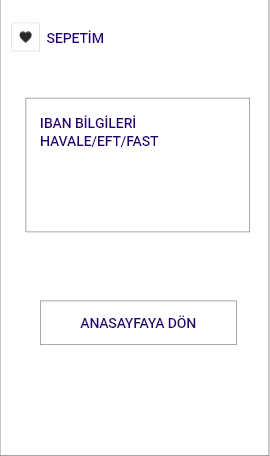 SEPETİM
IBAN BİLGİLERİ
HAVALE/EFT/FAST
ANASAYFAYA DÖN